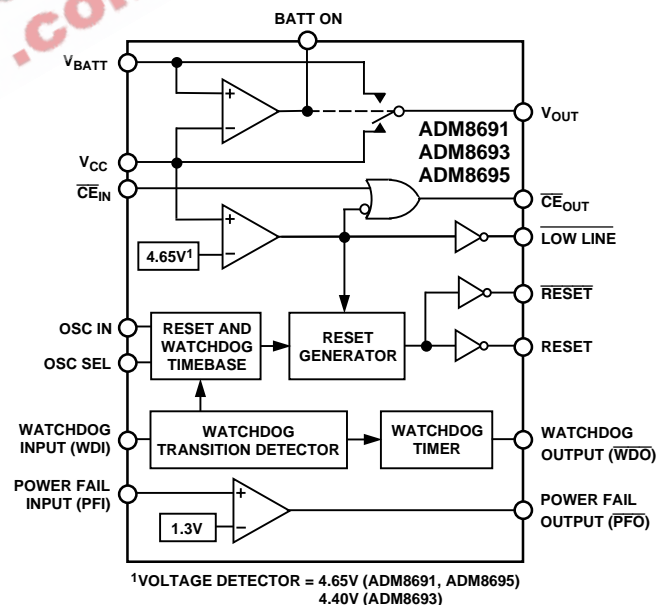 .COM
BATT ON
VBATT
+
−
VOUT
ADM8691
ADM8693
ADM8695
VCC
CEIN
CEOUT
+
−
4.65V1
LOW LINE
RESET
OSC IN
OSC SEL
RESET AND
WATCHDOG
TIMEBASE
RESET
GENERATOR
RESET
WATCHDOG
INPUT (WDI)
WATCHDOG
TRANSITION DETECTOR
WATCHDOG
TIMER
WATCHDOG
OUTPUT (WDO)
POWER FAIL
INPUT (PFI)
+
−
1.3V
POWER FAIL
OUTPUT (PFO)
1VOLTAGE DETECTOR = 4.65V (ADM8691, ADM8695)
4.40V (ADM8693)